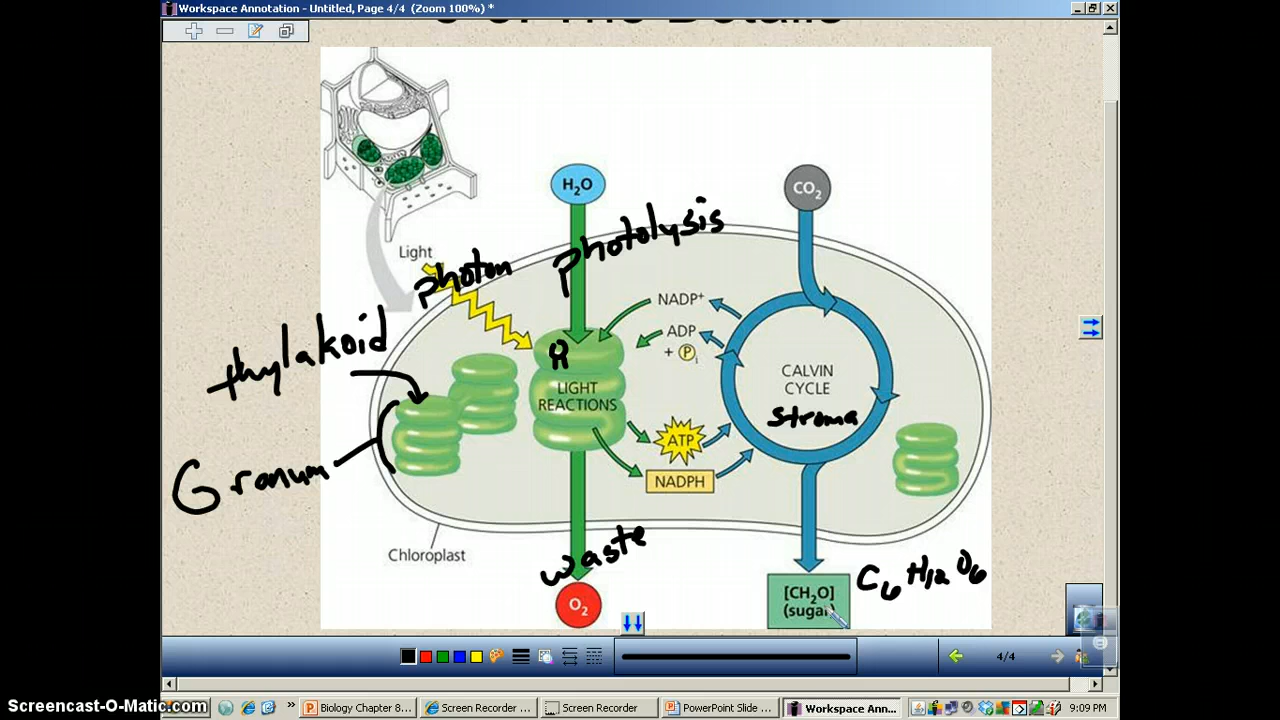 Workspace Annotation - Untitled, Page 4/4 (Zoom 100%) *
H2O
CO2
photolysis
Light
photon
NADP+
thylakoid
ADP
+ Pi
CALVIN
CYCLE
LIGHT
REACTIONS
stroma
ATP
Granum
NADPH
waste
Chloroplast
C6H12O6
[CH2O]
(sugar)
O2
4/4
Screencast-O-Matic.com
Biology Chapter 8...
Screen Recorder ...
Screen Recorder
PowerPoint Slide ...
Workspace Ann...
9:09 PM